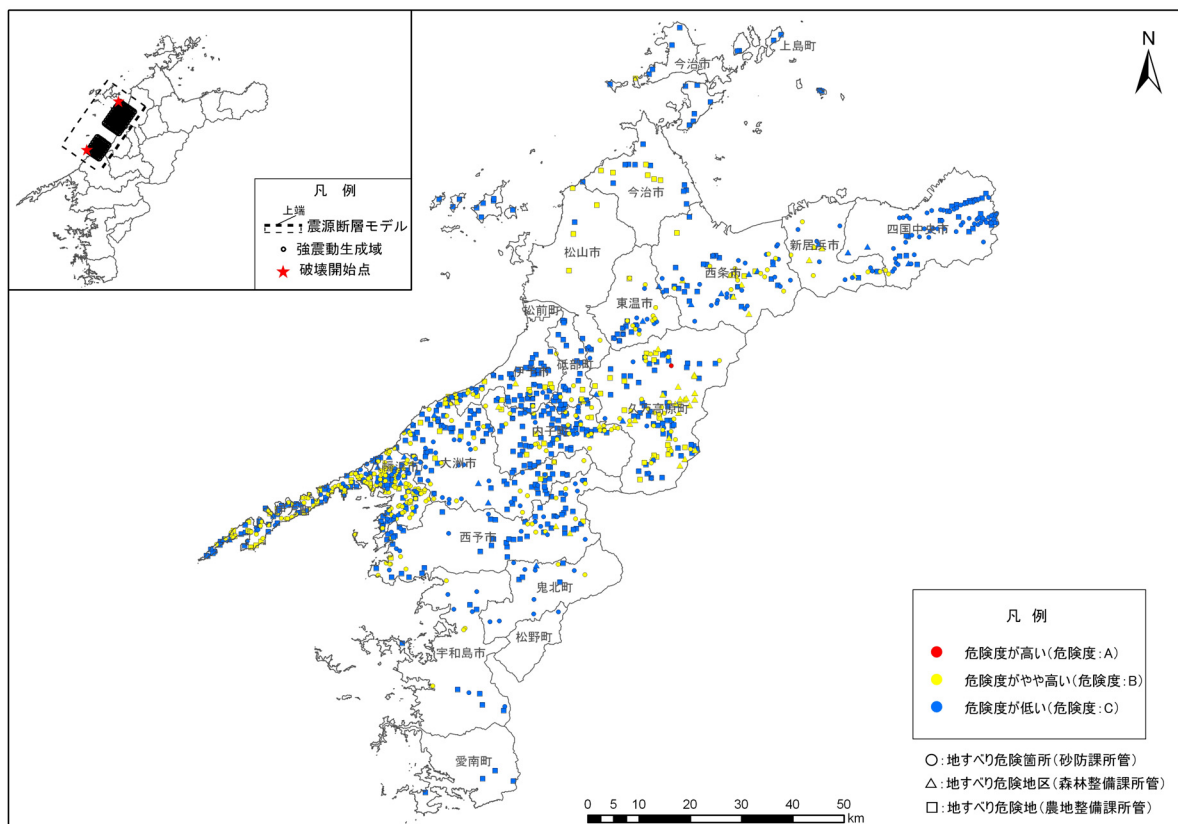 凡 例
上端
震源断層モデル
強震動生成域
破壊開始点
N
上島町
今治市
今治市
四国中央市
新居浜市
松山市
西条市
東温市
松前町
砥部町
伊予市
久万高原町
内子町
大洲市
八幡浜市
西予市
鬼北町
松野町
宇和島市
愛南町
凡 例
危険度が高い(危険度:A)
危険度がやや高い(危険度:B)
危険度が低い(危険度:C)
○:地すべり危険箇所(砂防課所管)
△:地すべり危険地区(森林整備課所管)
□:地すべり危険地(農地整備課所管)
0 5 10 20 30 40 50
km